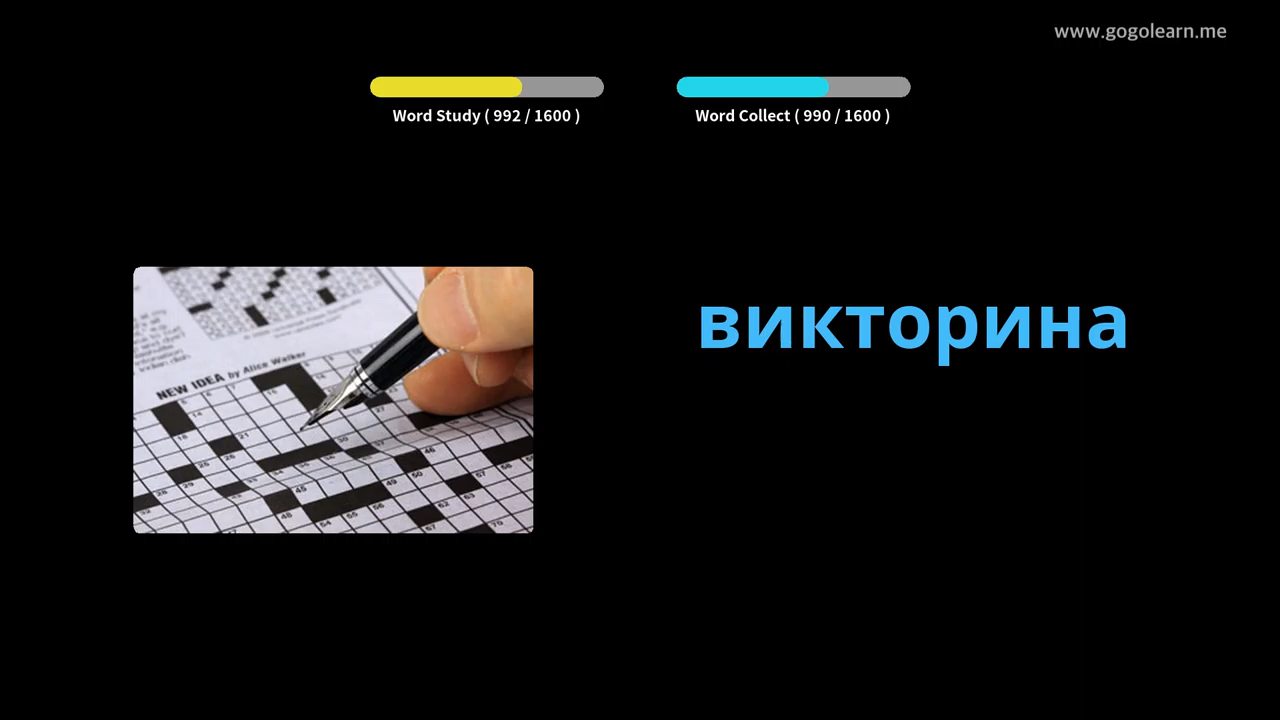 www.gogolearn.me
Word Study ( 992 / 1600 )
Word Collect ( 990 / 1600 )
викторина
NEW IDEA by Alice Walker